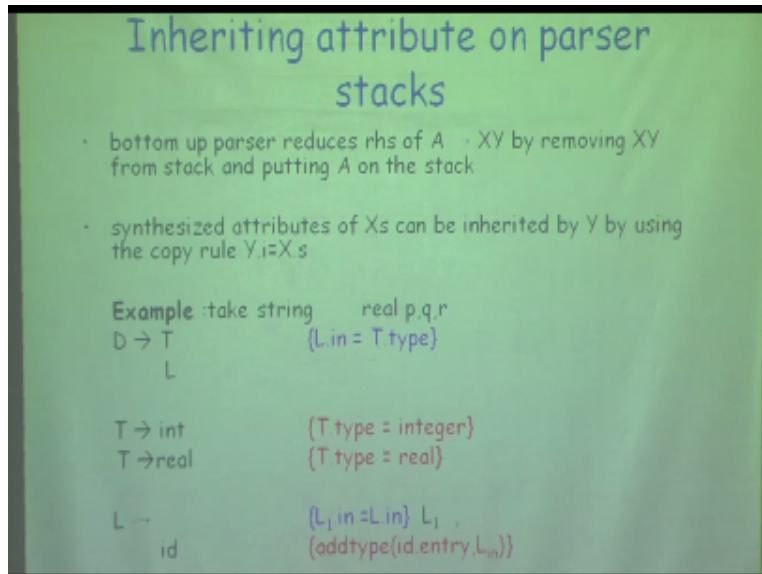 Inheriting attribute on parser
stacks
• bottom up parser reduces rhs of A → XY by removing XY
from stack and putting A on the stack
• synthesized attributes of Xs can be inherited by Y by using
the copy rule Y.i=X.s
Example :take string real p,q,r
D → T {L.in = T.type}
L
T → int {T.type = integer}
T →real {T.type = real}
L → {L₁.in =L.in} L₁ ,
id {addtype(id.entry,Lᵢₙ)}